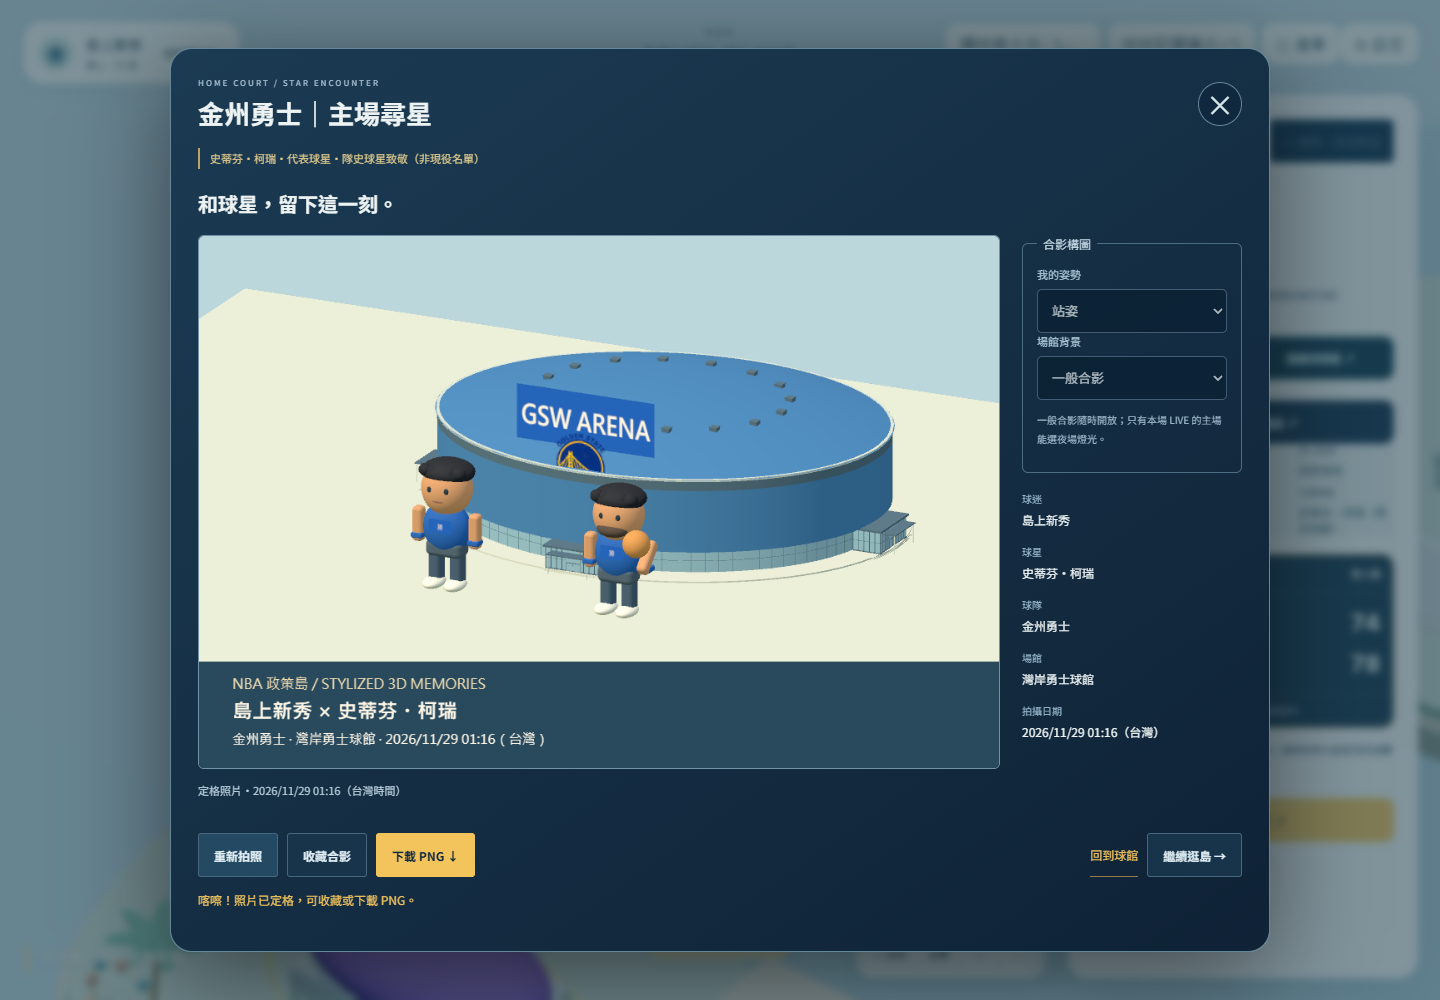 HOME COURT / STAR ENCOUNTER
金州勇士｜主場尋星
史蒂芬・柯瑞・代表球星・隊史球星致敬（非現役名單）
和球星，留下這一刻。
GSW ARENA
GOLDEN STATE
NBA 政策島 / STYLIZED 3D MEMORIES
島上新秀 × 史蒂芬・柯瑞
金州勇士 · 灣岸勇士球館 · 2026/11/29 01:16（台灣）
定格照片・2026/11/29 01:16（台灣時間）
合影構圖
我的姿勢
站姿
場館背景
一般合影
一般合影隨時開放；只有本場 LIVE 的主場
能選夜場燈光。
球迷
島上新秀
球星
史蒂芬・柯瑞
球隊
金州勇士
場館
灣岸勇士球館
拍攝日期
2026/11/29 01:16（台灣）
重新拍照
收藏合影
下載 PNG ↓
回到球館
繼續逛島 →
喀嚓！照片已定格，可收藏或下載 PNG。
74
78